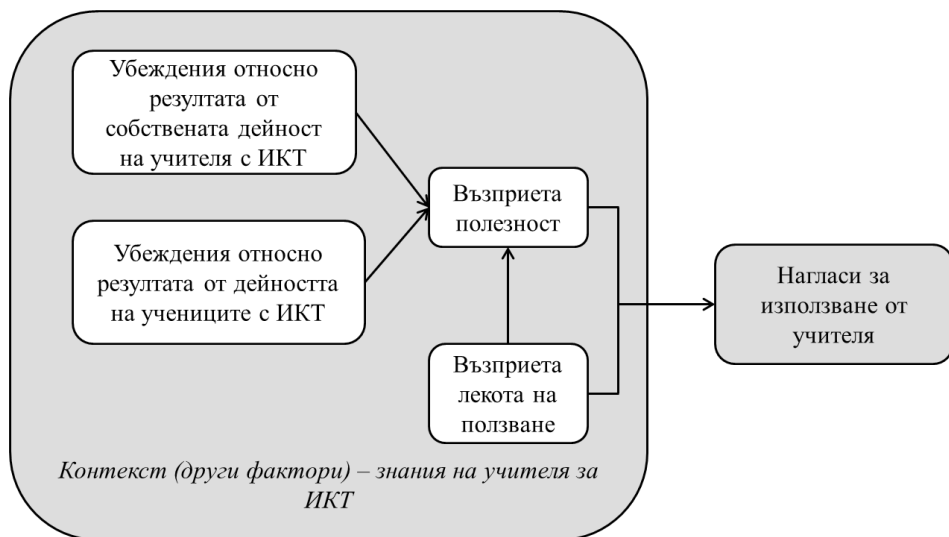 Убеждения относно
резултата от
собствената дейност
на учителя с ИКТ
Възприета
полезност
Убеждения относно
резултата от дейността
на учениците с ИКТ
Нагласи за
използване от
учителя
Възприета
лекота на
ползване
Контекст (други фактори) – знания на учителя за
ИКТ